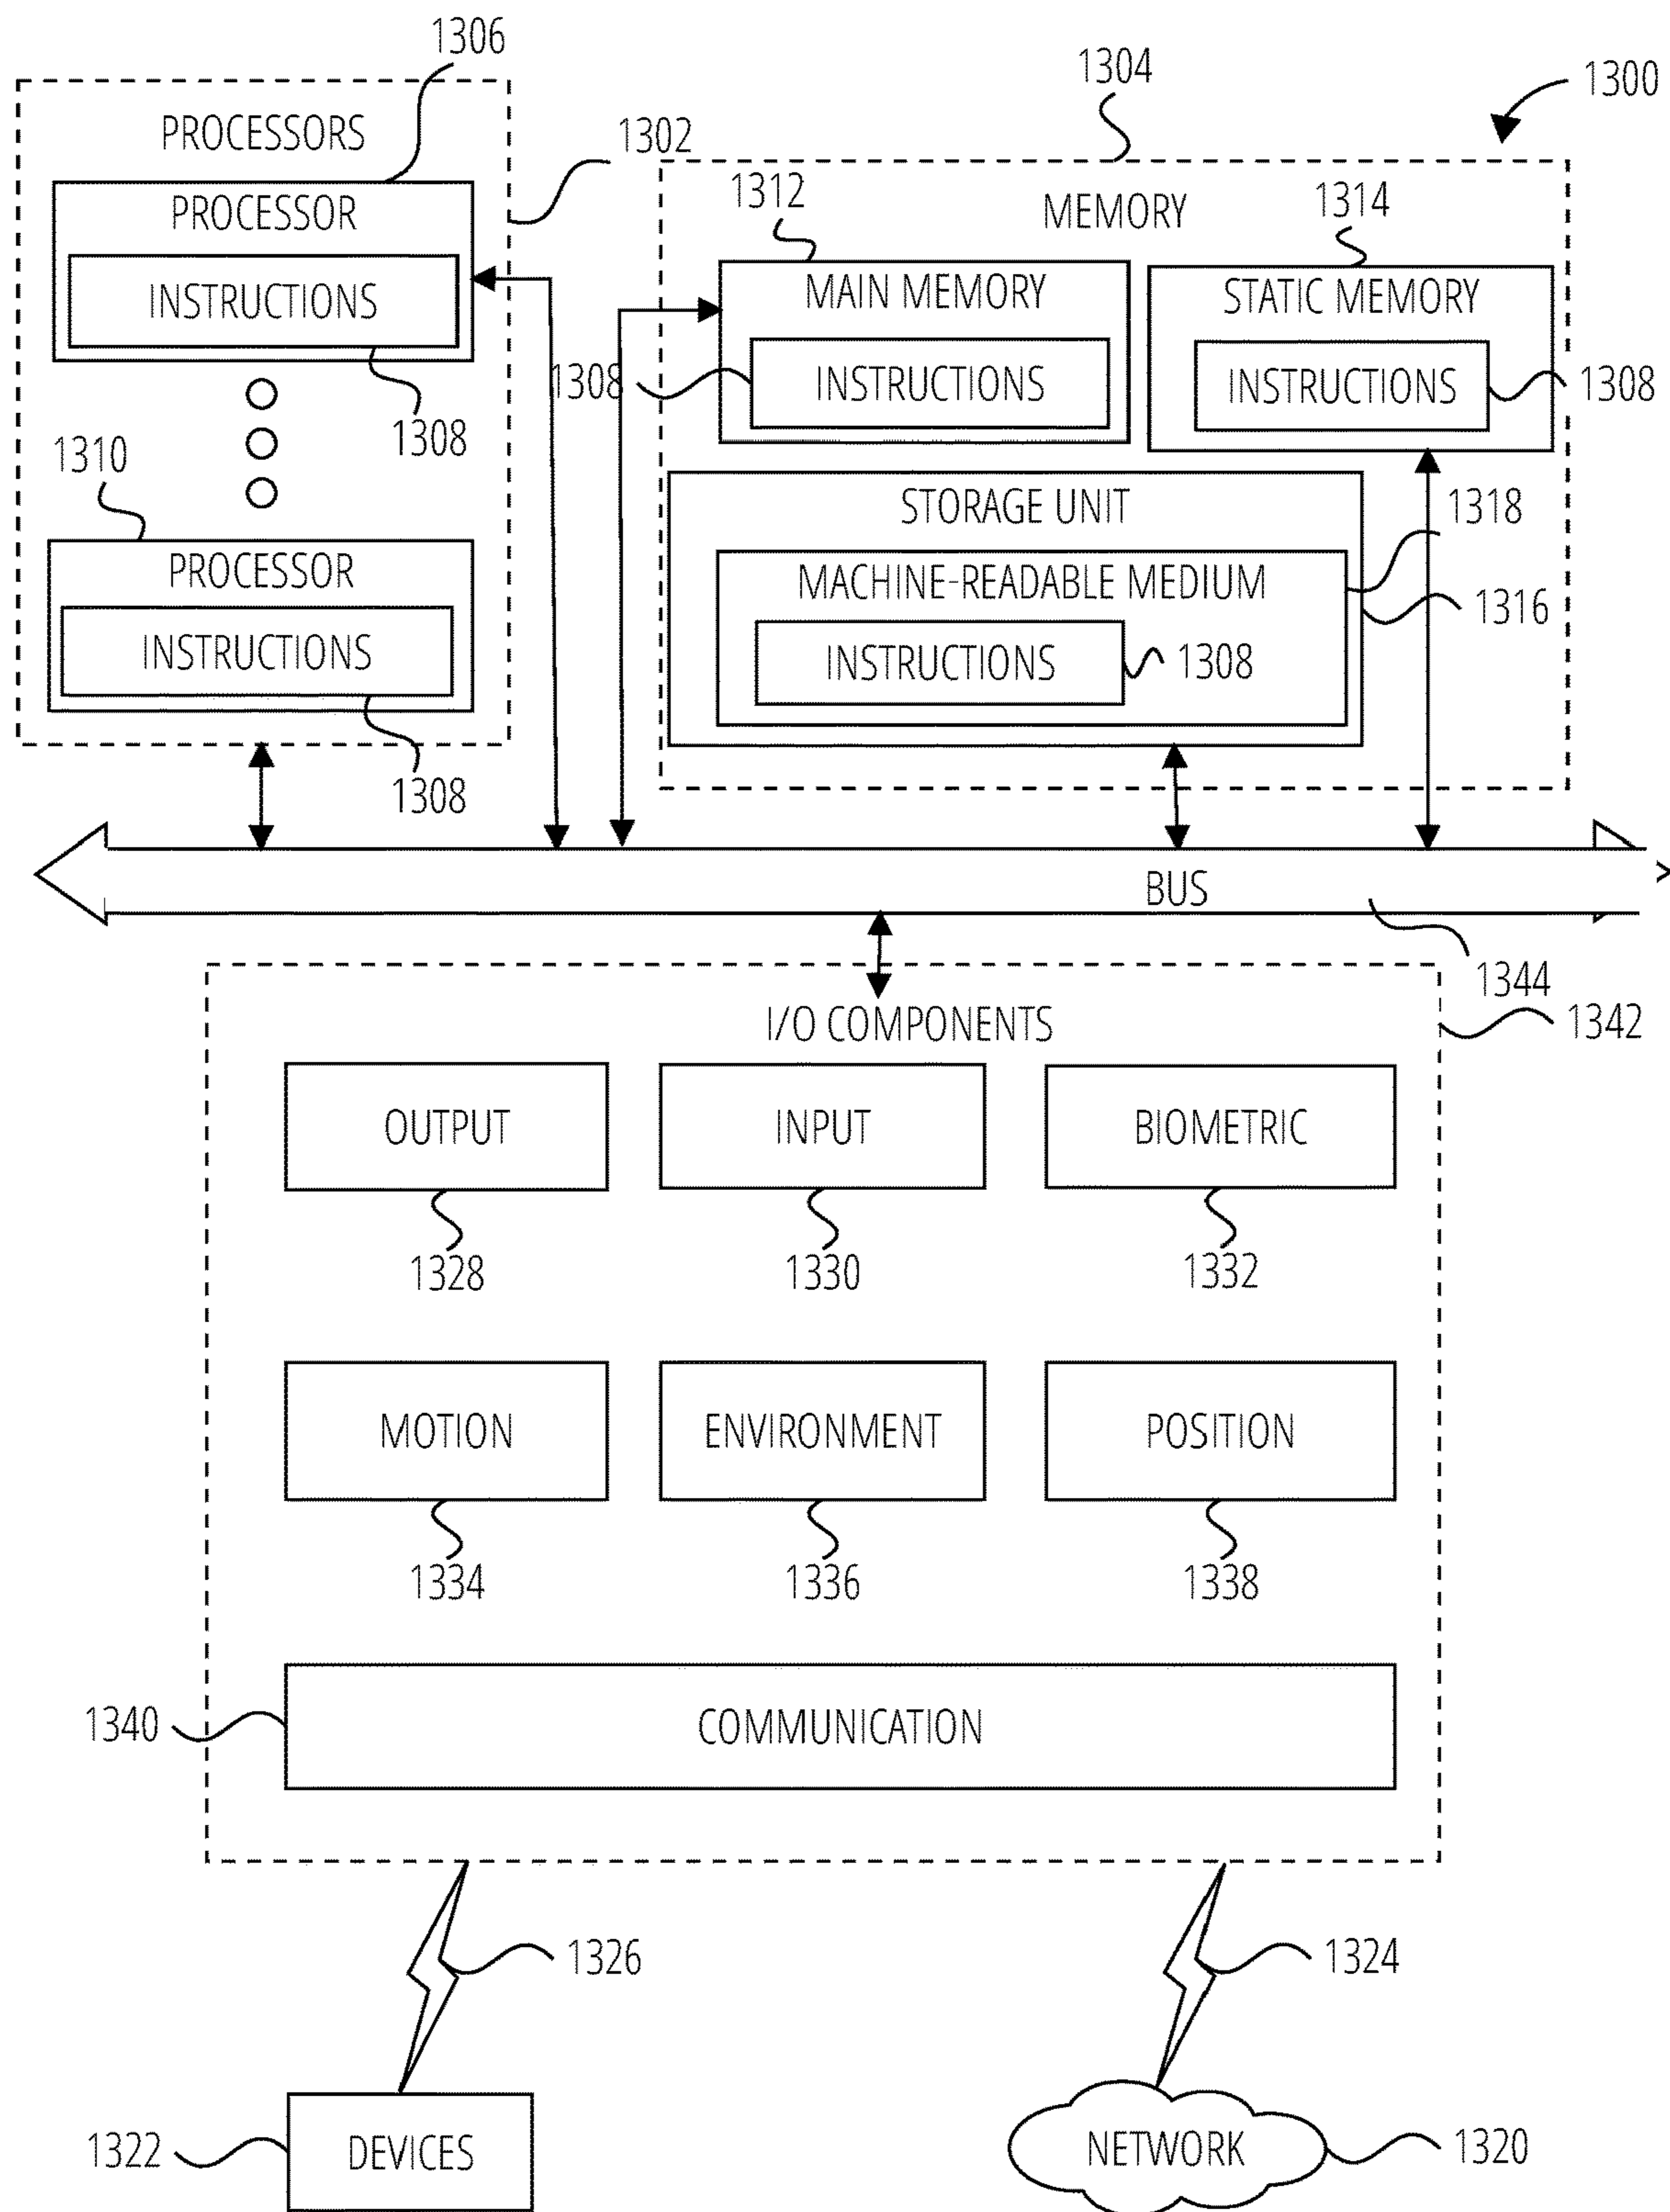 1306
1304
1300
PROCESSORS
1302
1312
1314
MEMORY
PROCESSOR
INSTRUCTIONS
MAIN MEMORY
STATIC MEMORY
1308
INSTRUCTIONS
INSTRUCTIONS
1308
1308
1310
STORAGE UNIT
1318
PROCESSOR
MACHINE-READABLE MEDIUM
1316
INSTRUCTIONS
INSTRUCTIONS
1308
1308
BUS
1344
I/O COMPONENTS
1342
OUTPUT
INPUT
BIOMETRIC
1328
1330
1332
MOTION
ENVIRONMENT
POSITION
1334
1336
1338
1340
COMMUNICATION
1326
1324
1322
DEVICES
NETWORK
1320